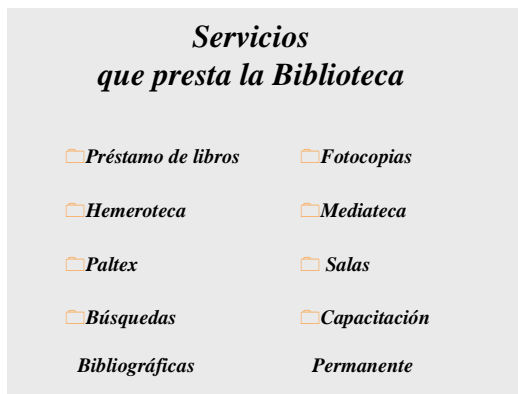 Servicios
que presta la Biblioteca
Préstamo de libros
Hemeroteca
Paltex
Búsquedas
Bibliográficas
Fotocopias
Mediateca
Salas
Capacitación
Permanente